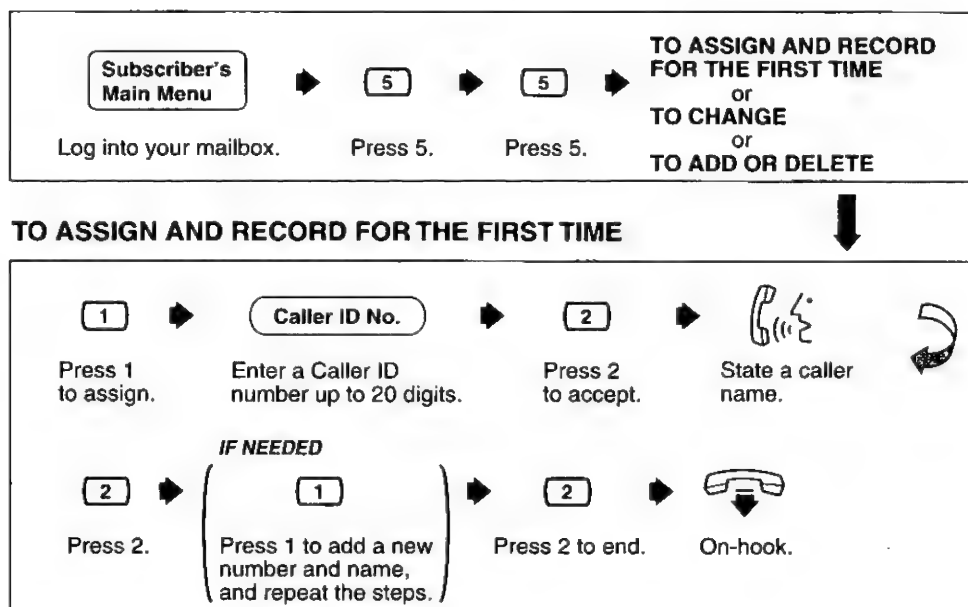 Subscriber's
Main Menu
5
5
TO ASSIGN AND RECORD
FOR THE FIRST TIME
or
TO CHANGE
or
TO ADD OR DELETE
Log into your mailbox.
Press 5.
Press 5.
TO ASSIGN AND RECORD FOR THE FIRST TIME
1
Caller ID No.
2
Press 1
to assign.
Enter a Caller ID
number up to 20 digits.
Press 2
to accept.
State a caller
name.
IF NEEDED
2
1
2
Press 2.
Press 1 to add a new
number and name,
and repeat the steps.
Press 2 to end.
On-hook.